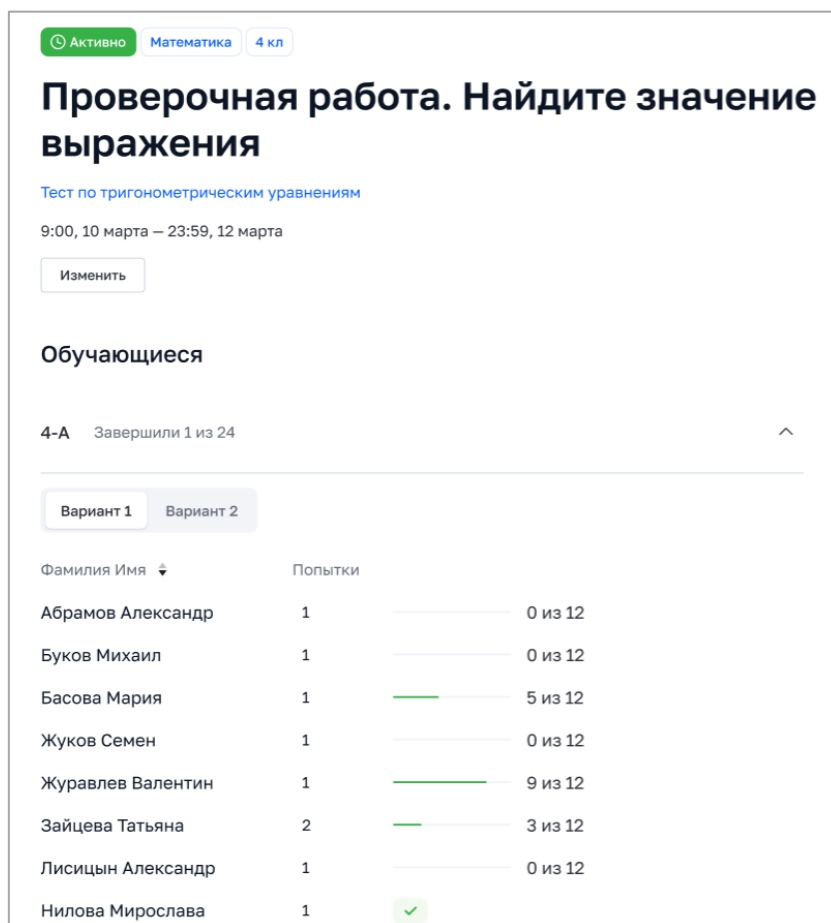 Активно Математика 4 кл
Проверочная работа. Найдите значение
выражения
Тест по тригонометрическим уравнениям
9:00, 10 марта — 23:59, 12 марта
Изменить
Обучающиеся
4-А Завершили 1 из 24
Вариант 1 Вариант 2
Фамилия Имя Попытки
Абрамов Александр 1 0 из 12
Буков Михаил 1 0 из 12
Басова Мария 1 5 из 12
Жуков Семен 1 0 из 12
Журавлев Валентин 1 9 из 12
Зайцева Татьяна 2 3 из 12
Лисицын Александр 1 0 из 12
Нилова Мирослава 1